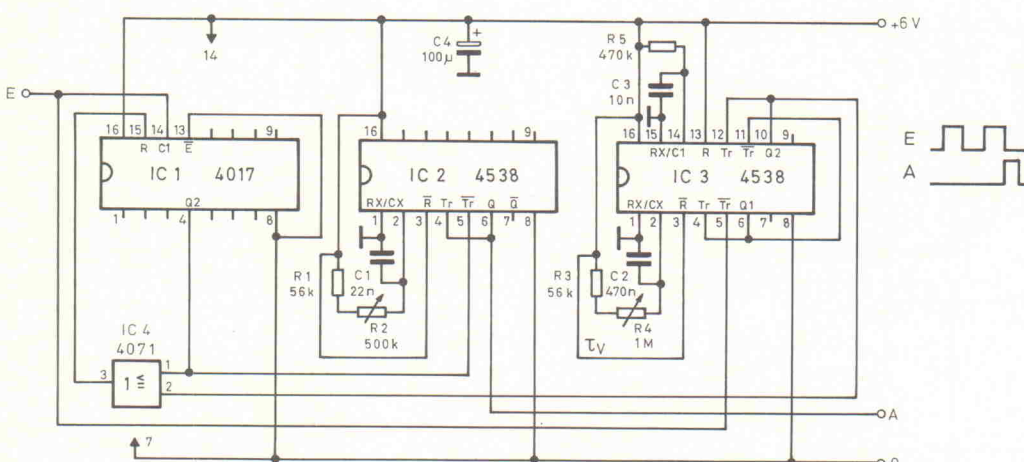 +6V
14
C4 +
100µ
R5
470k
C3
10n
E
16 15 14 13 9
R C1 E̅
IC 1 4017
Q2
1 4 8
16 9
IC 2 4538
RX/CX R̅ Tr T̅r̅ Q Q̅
1 2 3 4 5 6 7 8
16 15 14 13 12 11 10 9
RX/C1 R Tr T̅r̅ Q2
IC 3 4538
RX/CX R̅ Tr T̅r̅ Q1
1 2 3 4 5 6 7 8
E
A
R1
56k
C1
22n
R2
500k
R3
56k
C2
470n
R4
1M
τv
IC 4
4071
3 1 ≤ 1
2
A
7